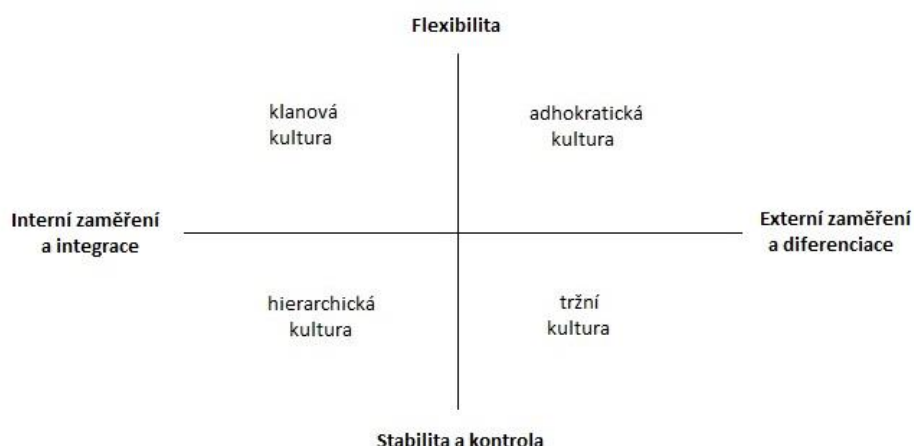 Flexibilita
klanová
kultura
adhokratická
kultura
Interní zaměření
a integrace
Externí zaměření
a diferenciace
hierarchická
kultura
tržní
kultura
Stabilita a kontrola